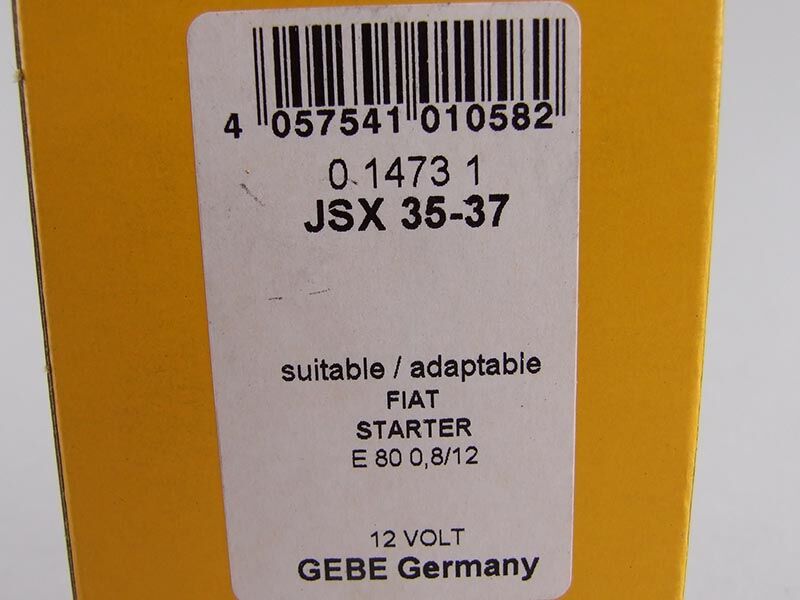 4 057541 010582
0.1473 1
JSX 35-37
suitable / adaptable
FIAT
STARTER
E 80 0,8/12
12 VOLT
GEBE Germany